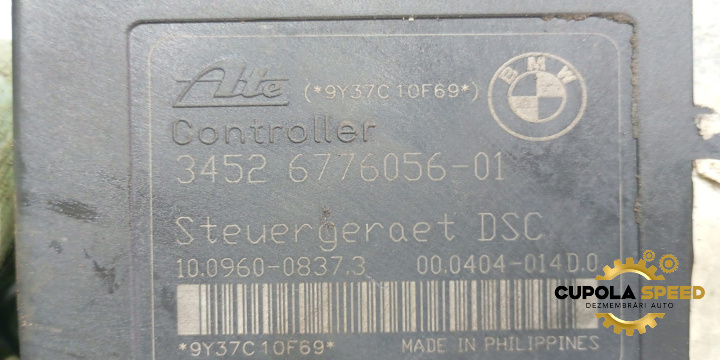 Ate (*9Y37C10F69*) BMW
Controller
3452 6776056-01
Steuergeraet DSC
10.0960-0837.3 00.0404-014D.0
*9Y37C10F69* MADE IN PHILIPPINES
CUPOLA SPEED
DEZMEMBRĂRI AUTO